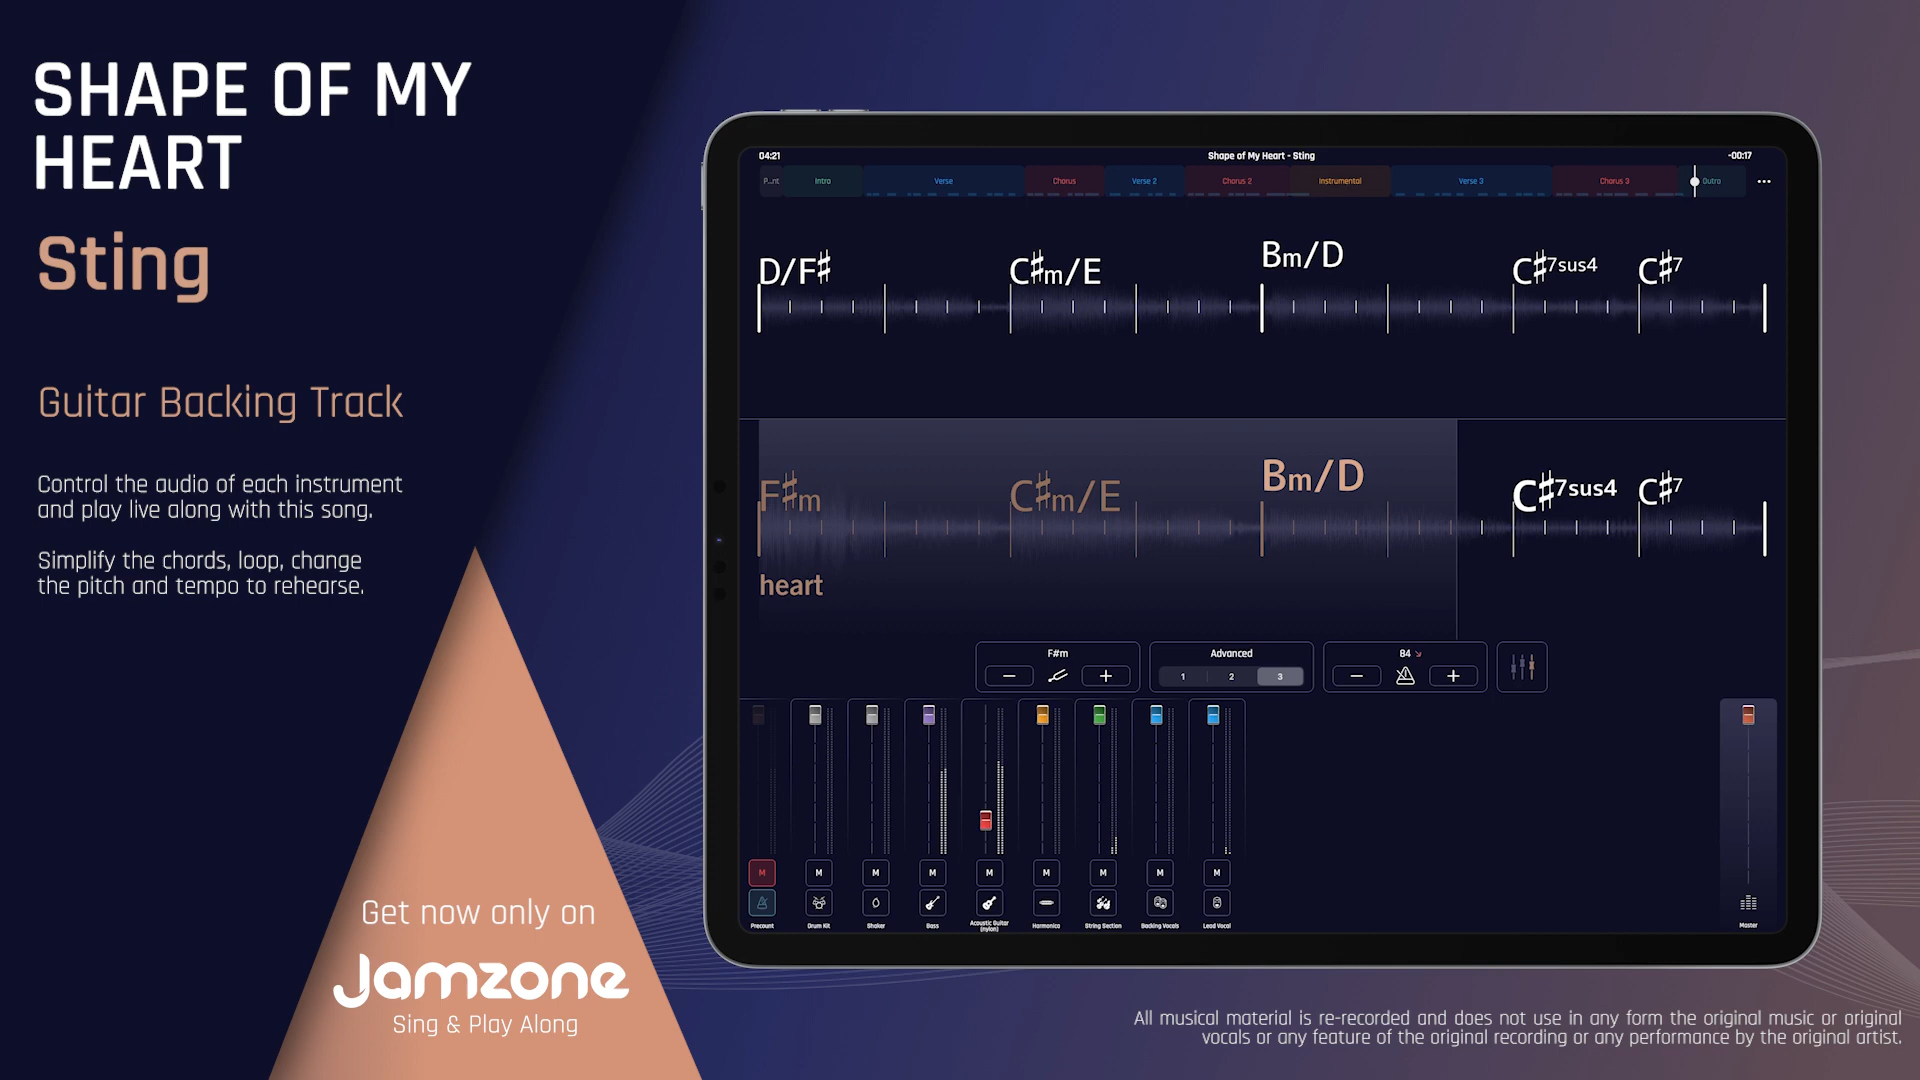 SHAPE OF MY
HEART
Sting
Guitar Backing Track
Control the audio of each instrument
and play live along with this song.
Simplify the chords, loop, change
the pitch and tempo to rehearse.
Get now only on
Jamzone
Sing & Play Along
04:21 Shape of My Heart - Sting -00:17
P...nt Intro Verse Chorus Verse 2 Chorus 2 Instrumental Verse 3 Chorus 3 Outro
D/F♯ C♯m/E Bm/D C♯7sus4 C♯7
F♯m C♯m/E Bm/D C♯7sus4 C♯7
heart
F#m Advanced 84
1 2 3
M M M M M M M M M
Precount Drum Kit Shaker Bass Acoustic Guitar (nylon) Harmonica String Section Backing Vocals Lead Vocal Master
All musical material is re-recorded and does not use in any form the original music or original
vocals or any feature of the original recording or any performance by the original artist.